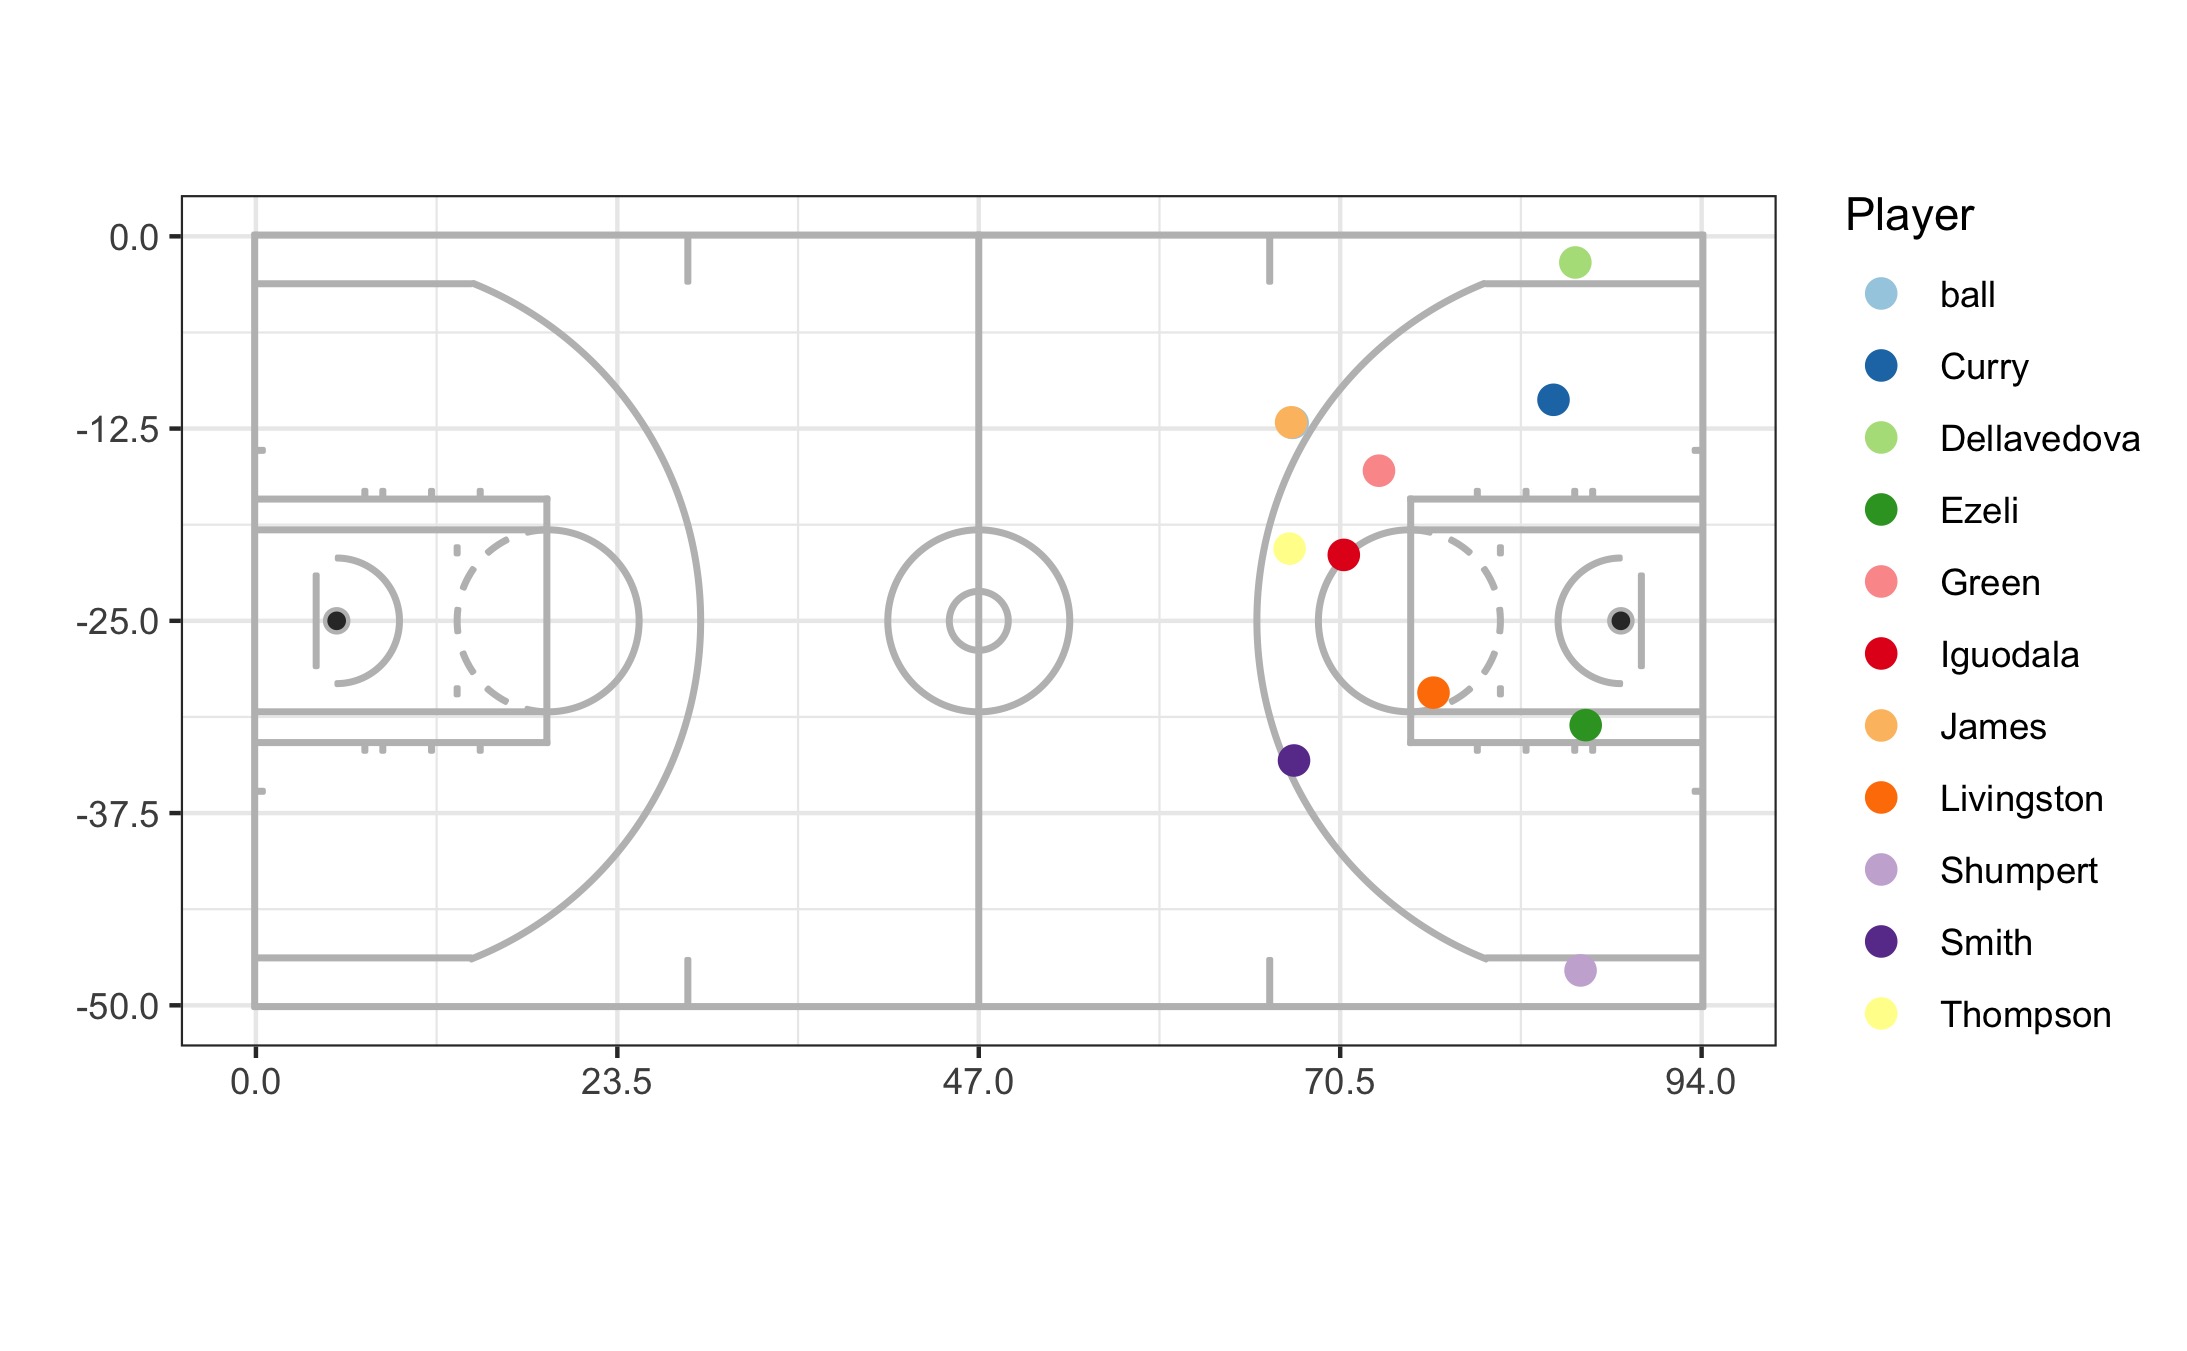 Player
ball
Curry
Dellavedova
Ezeli
Green
Iguodala
James
Livingston
Shumpert
Smith
Thompson
0.0
-12.5
-25.0
-37.5
-50.0
0.0 23.5 47.0 70.5 94.0